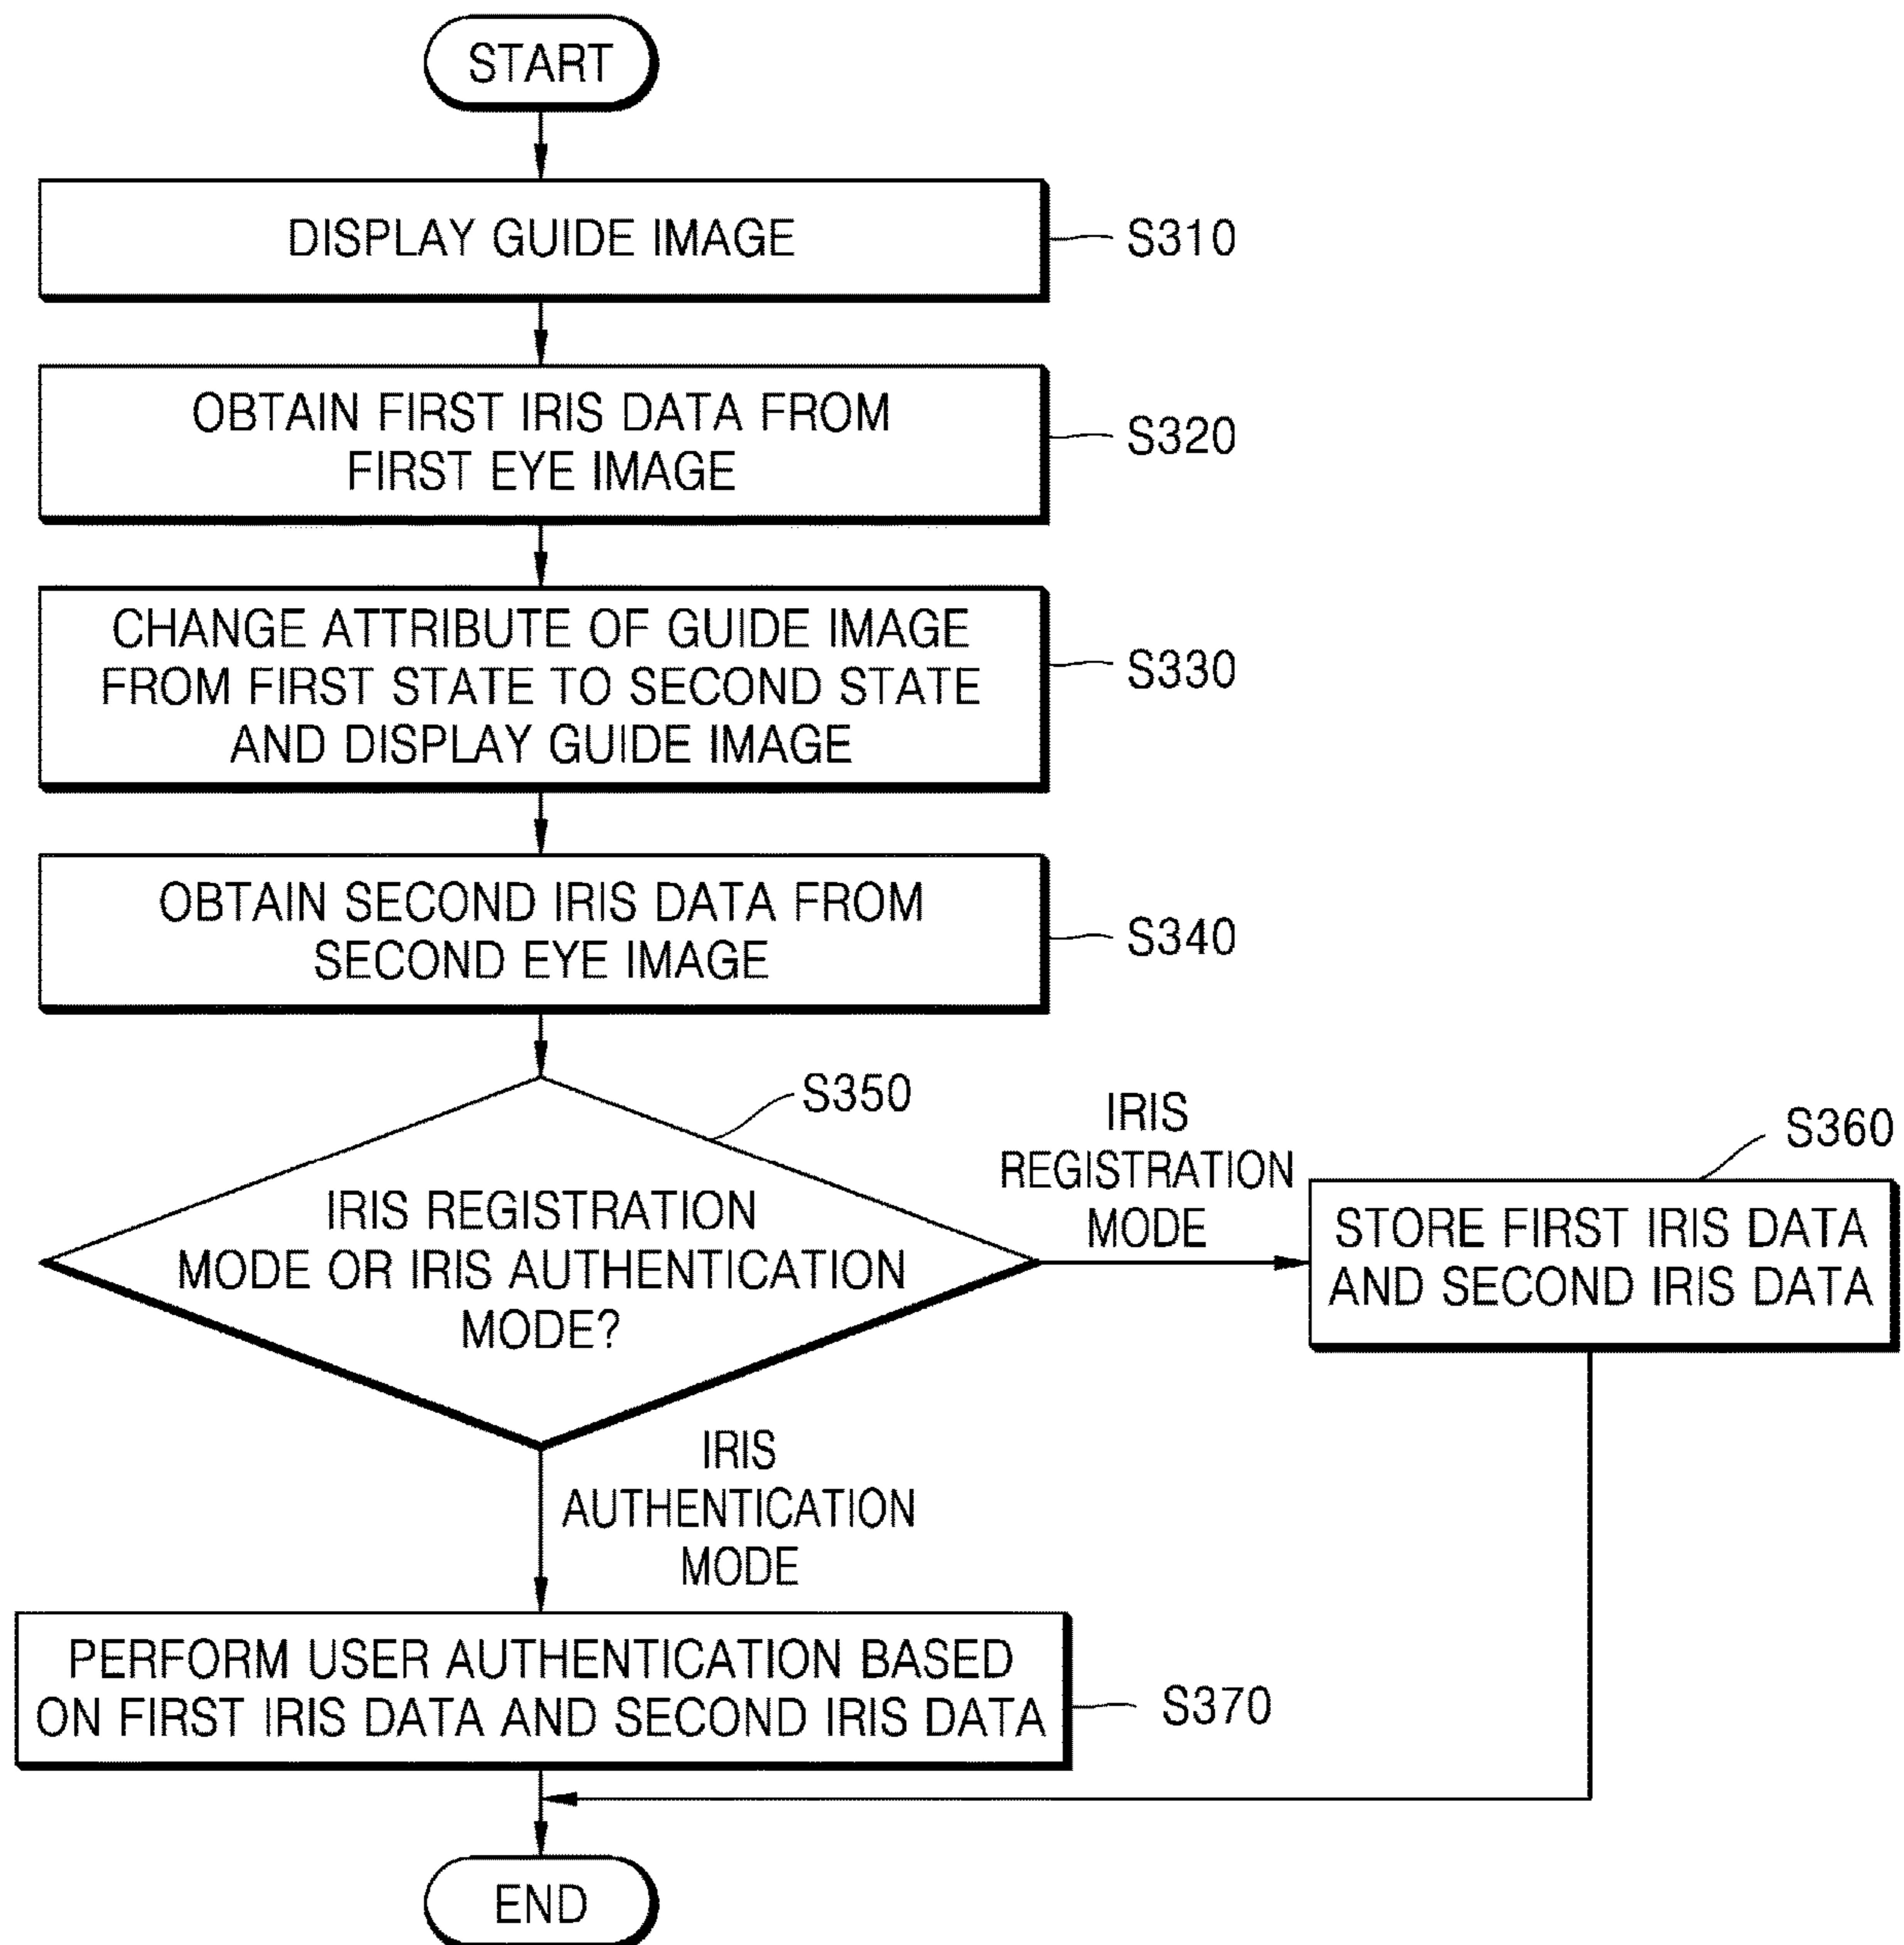 START
DISPLAY GUIDE IMAGE
S310
OBTAIN FIRST IRIS DATA FROM
FIRST EYE IMAGE
S320
CHANGE ATTRIBUTE OF GUIDE IMAGE
FROM FIRST STATE TO SECOND STATE
AND DISPLAY GUIDE IMAGE
S330
OBTAIN SECOND IRIS DATA FROM
SECOND EYE IMAGE
S340
S350
IRIS REGISTRATION
MODE OR IRIS AUTHENTICATION
MODE?
IRIS
REGISTRATION
MODE
S360
STORE FIRST IRIS DATA
AND SECOND IRIS DATA
IRIS
AUTHENTICATION
MODE
PERFORM USER AUTHENTICATION BASED
ON FIRST IRIS DATA AND SECOND IRIS DATA
S370
END